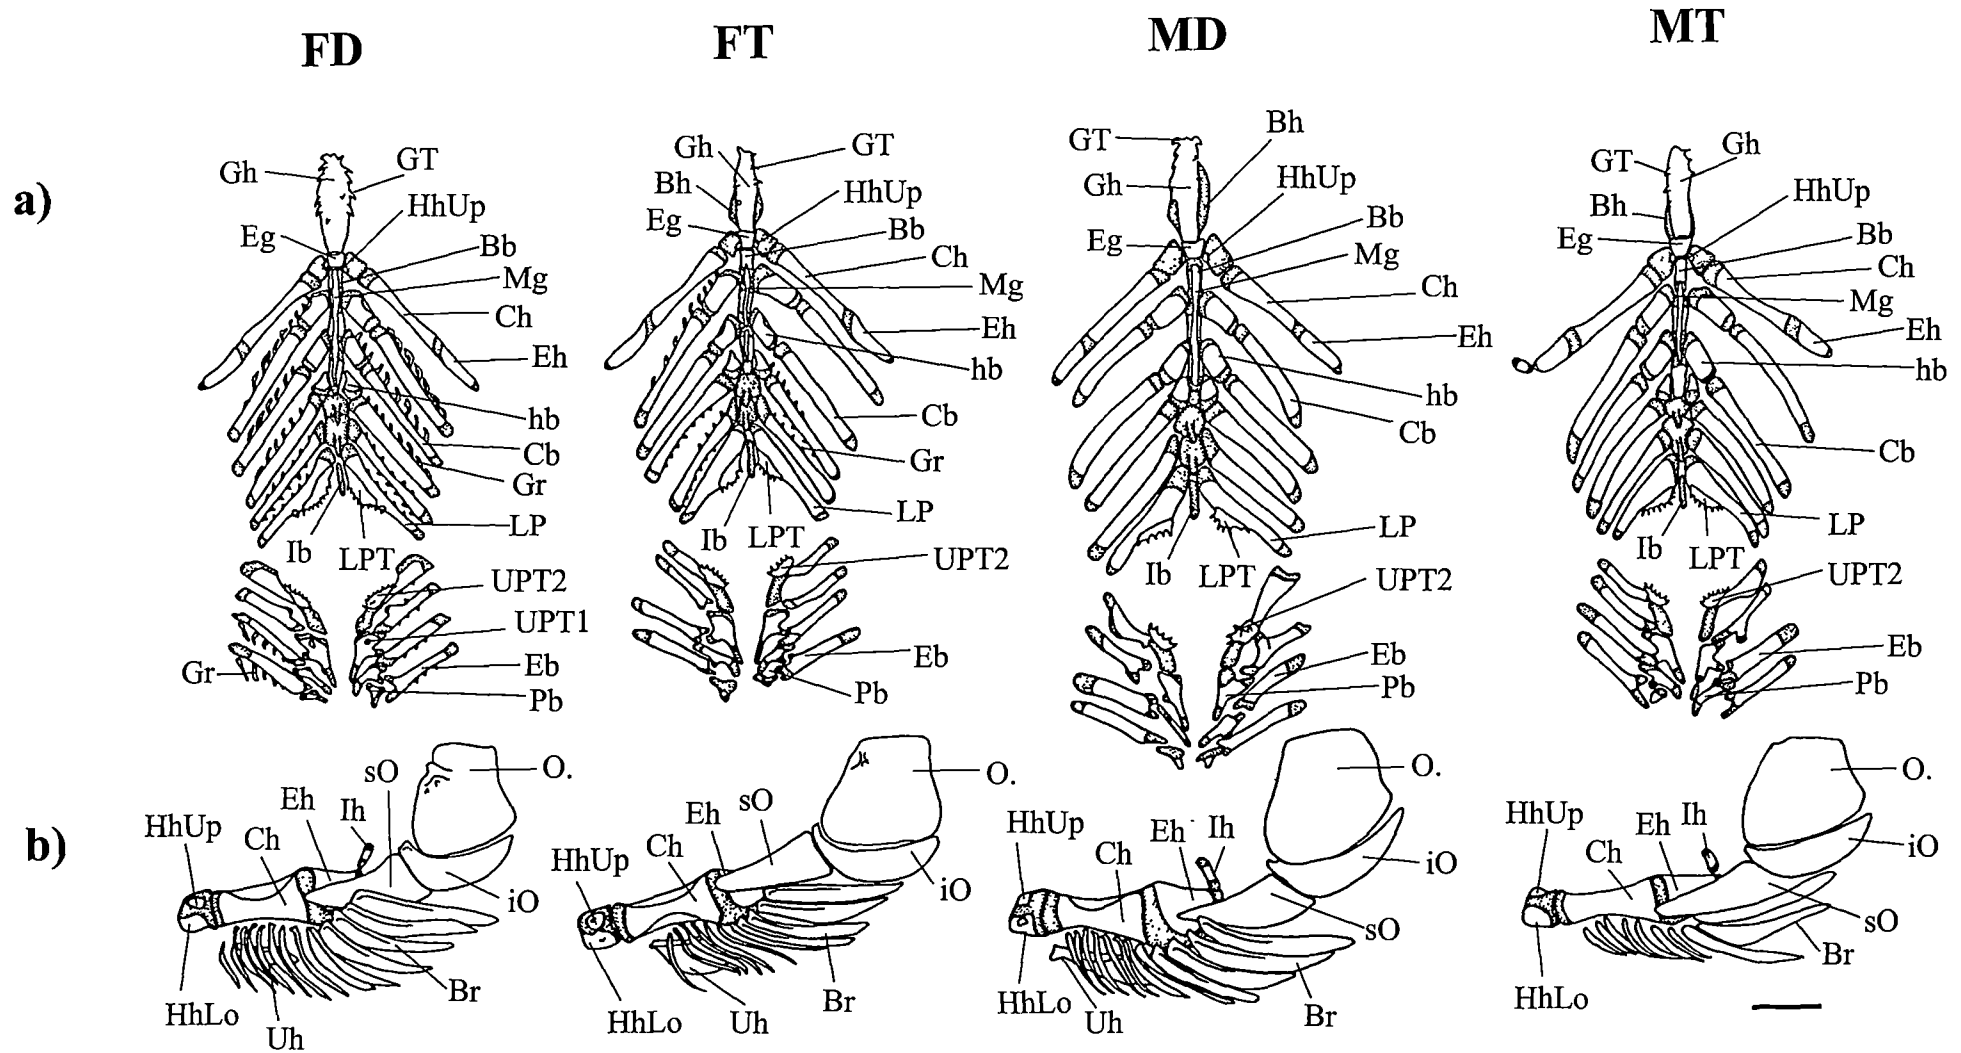 FD FT MD MT
a)
Gh GT HhUp Eg Bb Mg Ch Eh hb Cb Gr LP Ib LPT UPT2 UPT1 Gr Eb Pb
Gh GT Bh HhUp Eg Bb Ch Mg Eh hb Cb Gr LP Ib LPT UPT2 Eb Pb
GT Bh Gh HhUp Bb Eg Mg Ch Eh hb Cb LP Ib LPT UPT2 Eb Pb
Gh GT HhUp Bh Bb Eg Ch Mg Eh hb Cb LP Ib LPT UPT2 Eb Pb
b)
O. sO Eh Ih HhUp Ch iO Br HhLo Uh
O. sO Eh Ch HhUp iO Br HhLo Uh
O. HhUp Eh Ih Ch iO sO HhLo Br Uh
O. HhUp Eh Ih Ch iO sO Br HhLo